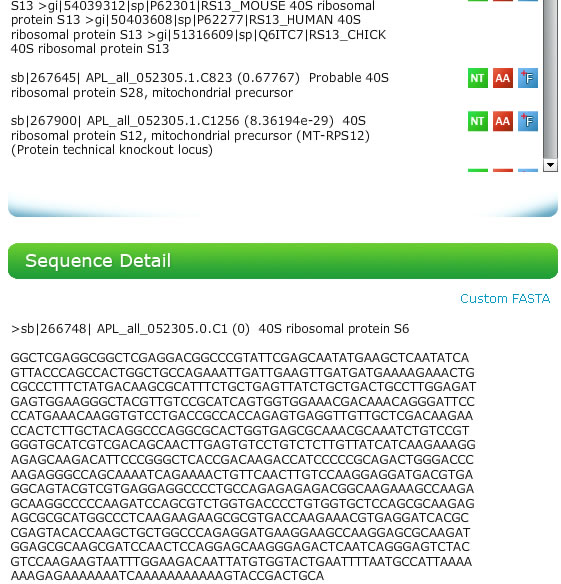 S13 >gi|54039312|sp|P62301|RS13_MOUSE 40S ribosomal
protein S13 >gi|50403608|sp|P62277|RS13_HUMAN 40S
ribosomal protein S13 >gi|51316609|sp|Q6ITC7|RS13_CHICK
40S ribosomal protein S13
sb|267645| APL_all_052305.1.C823 (0.67767) Probable 40S
ribosomal protein S28, mitochondrial precursor
NT AA F
sb|267900| APL_all_052305.1.C1256 (8.36194e-29) 40S
ribosomal protein S12, mitochondrial precursor (MT-RPS12)
(Protein technical knockout locus)
NT AA F
Sequence Detail
Custom FASTA
>sb|266748| APL_all_052305.0.C1 (0) 40S ribosomal protein S6
GGCTCGAGGCGGCTCGAGGACGGCCCGTATTCGAGCAATATGAAGCTCAATATCA
GTTACCCAGCCACTGGCTGCCAGAAATTGATTGAAGTTGATGATGAAAAGAAACTG
CGCCCTTTCTATGACAAGCGCATTTCTGCTGAGTTATCTGCTGACTGCCTTGGAGAT
GAGTGGAAGGGCTACGTTGTCCGCATCAGTGGTGGAAACGACAAACAGGGATTCC
CCATGAAACAAGGTGTCCTGACCGCCACCAGAGTGAGGTTGTTGCTCGACAAGAA
CCACTCTTGCTACAGGCCCAGGCGCACTGGTGAGCGCAAACGCAAATCTGTCCGT
GGGTGCATCGTCGACAGCAACTTGAGTGTCCTGTCTCTTGTTATCATCAAGAAAGG
AGAGCAAGACATTCCCGGGCTCACCGACAAGACCATCCCCCGCAGACTGGGACCC
AAGAGGGCCAGCAAAATCAGAAAACTGTTCAACTTGTCCAAGGAGGATGACGTGA
GGCAGTACGTCGTGAGGAGGCCCCTGCCAGAGAGAGACGGCAAGAAAGCCAAGA
GCAAGGCCCCCAAGATCCAGCGTCTGGTGACCCCTGTGGTGCTCCAGCGCAAGAG
AGCGCGCATGGCCCTCAAGAAGAAGCGCGTGACCAAGAAACGTGAGGATCACGC
CGAGTACACCAAGCTGCTGGCCCAGAGGATGAAGGAAGCCAAGGAGCGCAAGAT
GGAGCGCAAGCGATCCAACTCCAGGAGCAAGGGAGACTCAATCAGGGAGTCTAC
GTCCAAGAAGTAATTTGGAAGACAATTATGTGGTACTGAATTTTAATGCCATTAAAA
AAAGAGAAAAAAATCAAAAAAAAAAAGTACCGACTGCA